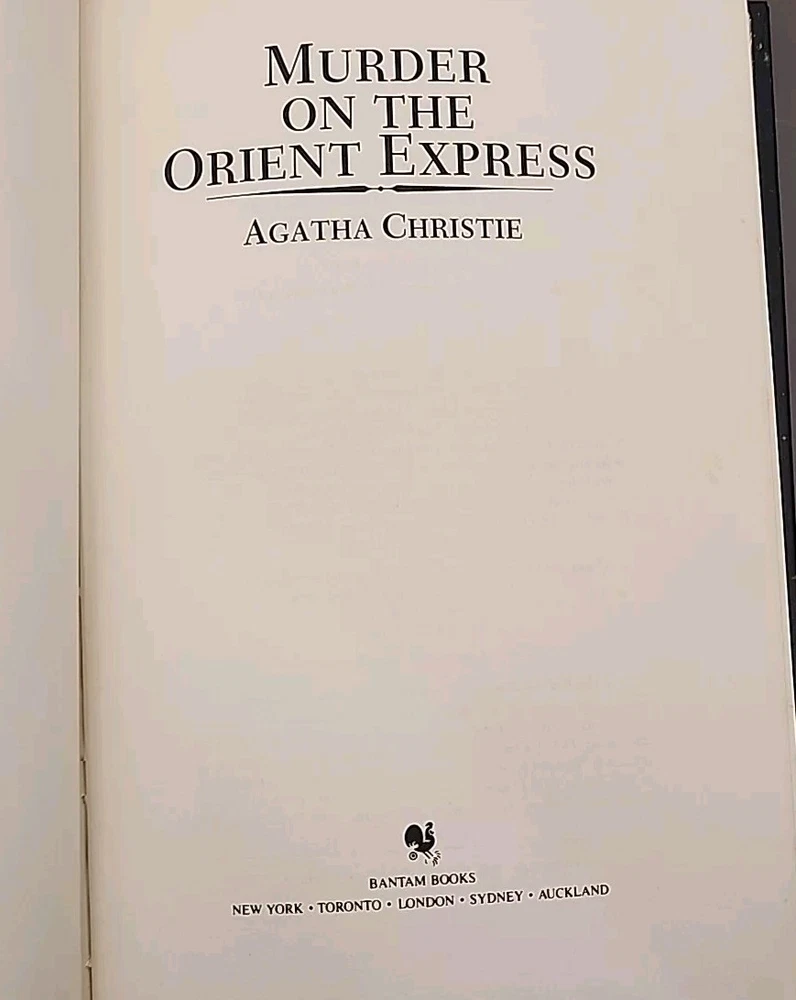 MURDER
ON THE
ORIENT EXPRESS
AGATHA CHRISTIE
BANTAM BOOKS
NEW YORK • TORONTO • LONDON • SYDNEY • AUCKLAND